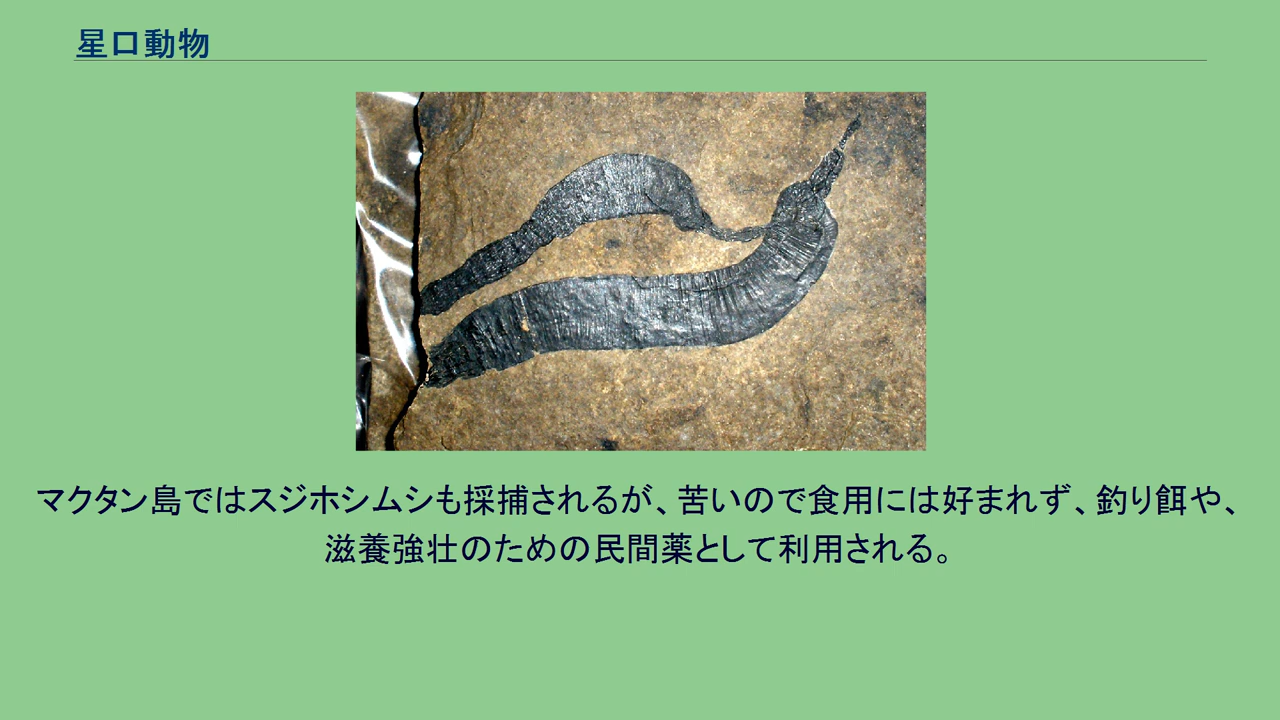 星口動物
マクタン島ではスジホシムシも採捕されるが、苦いので食用には好まれず、釣り餌や、
滋養強壮のための民間薬として利用される。